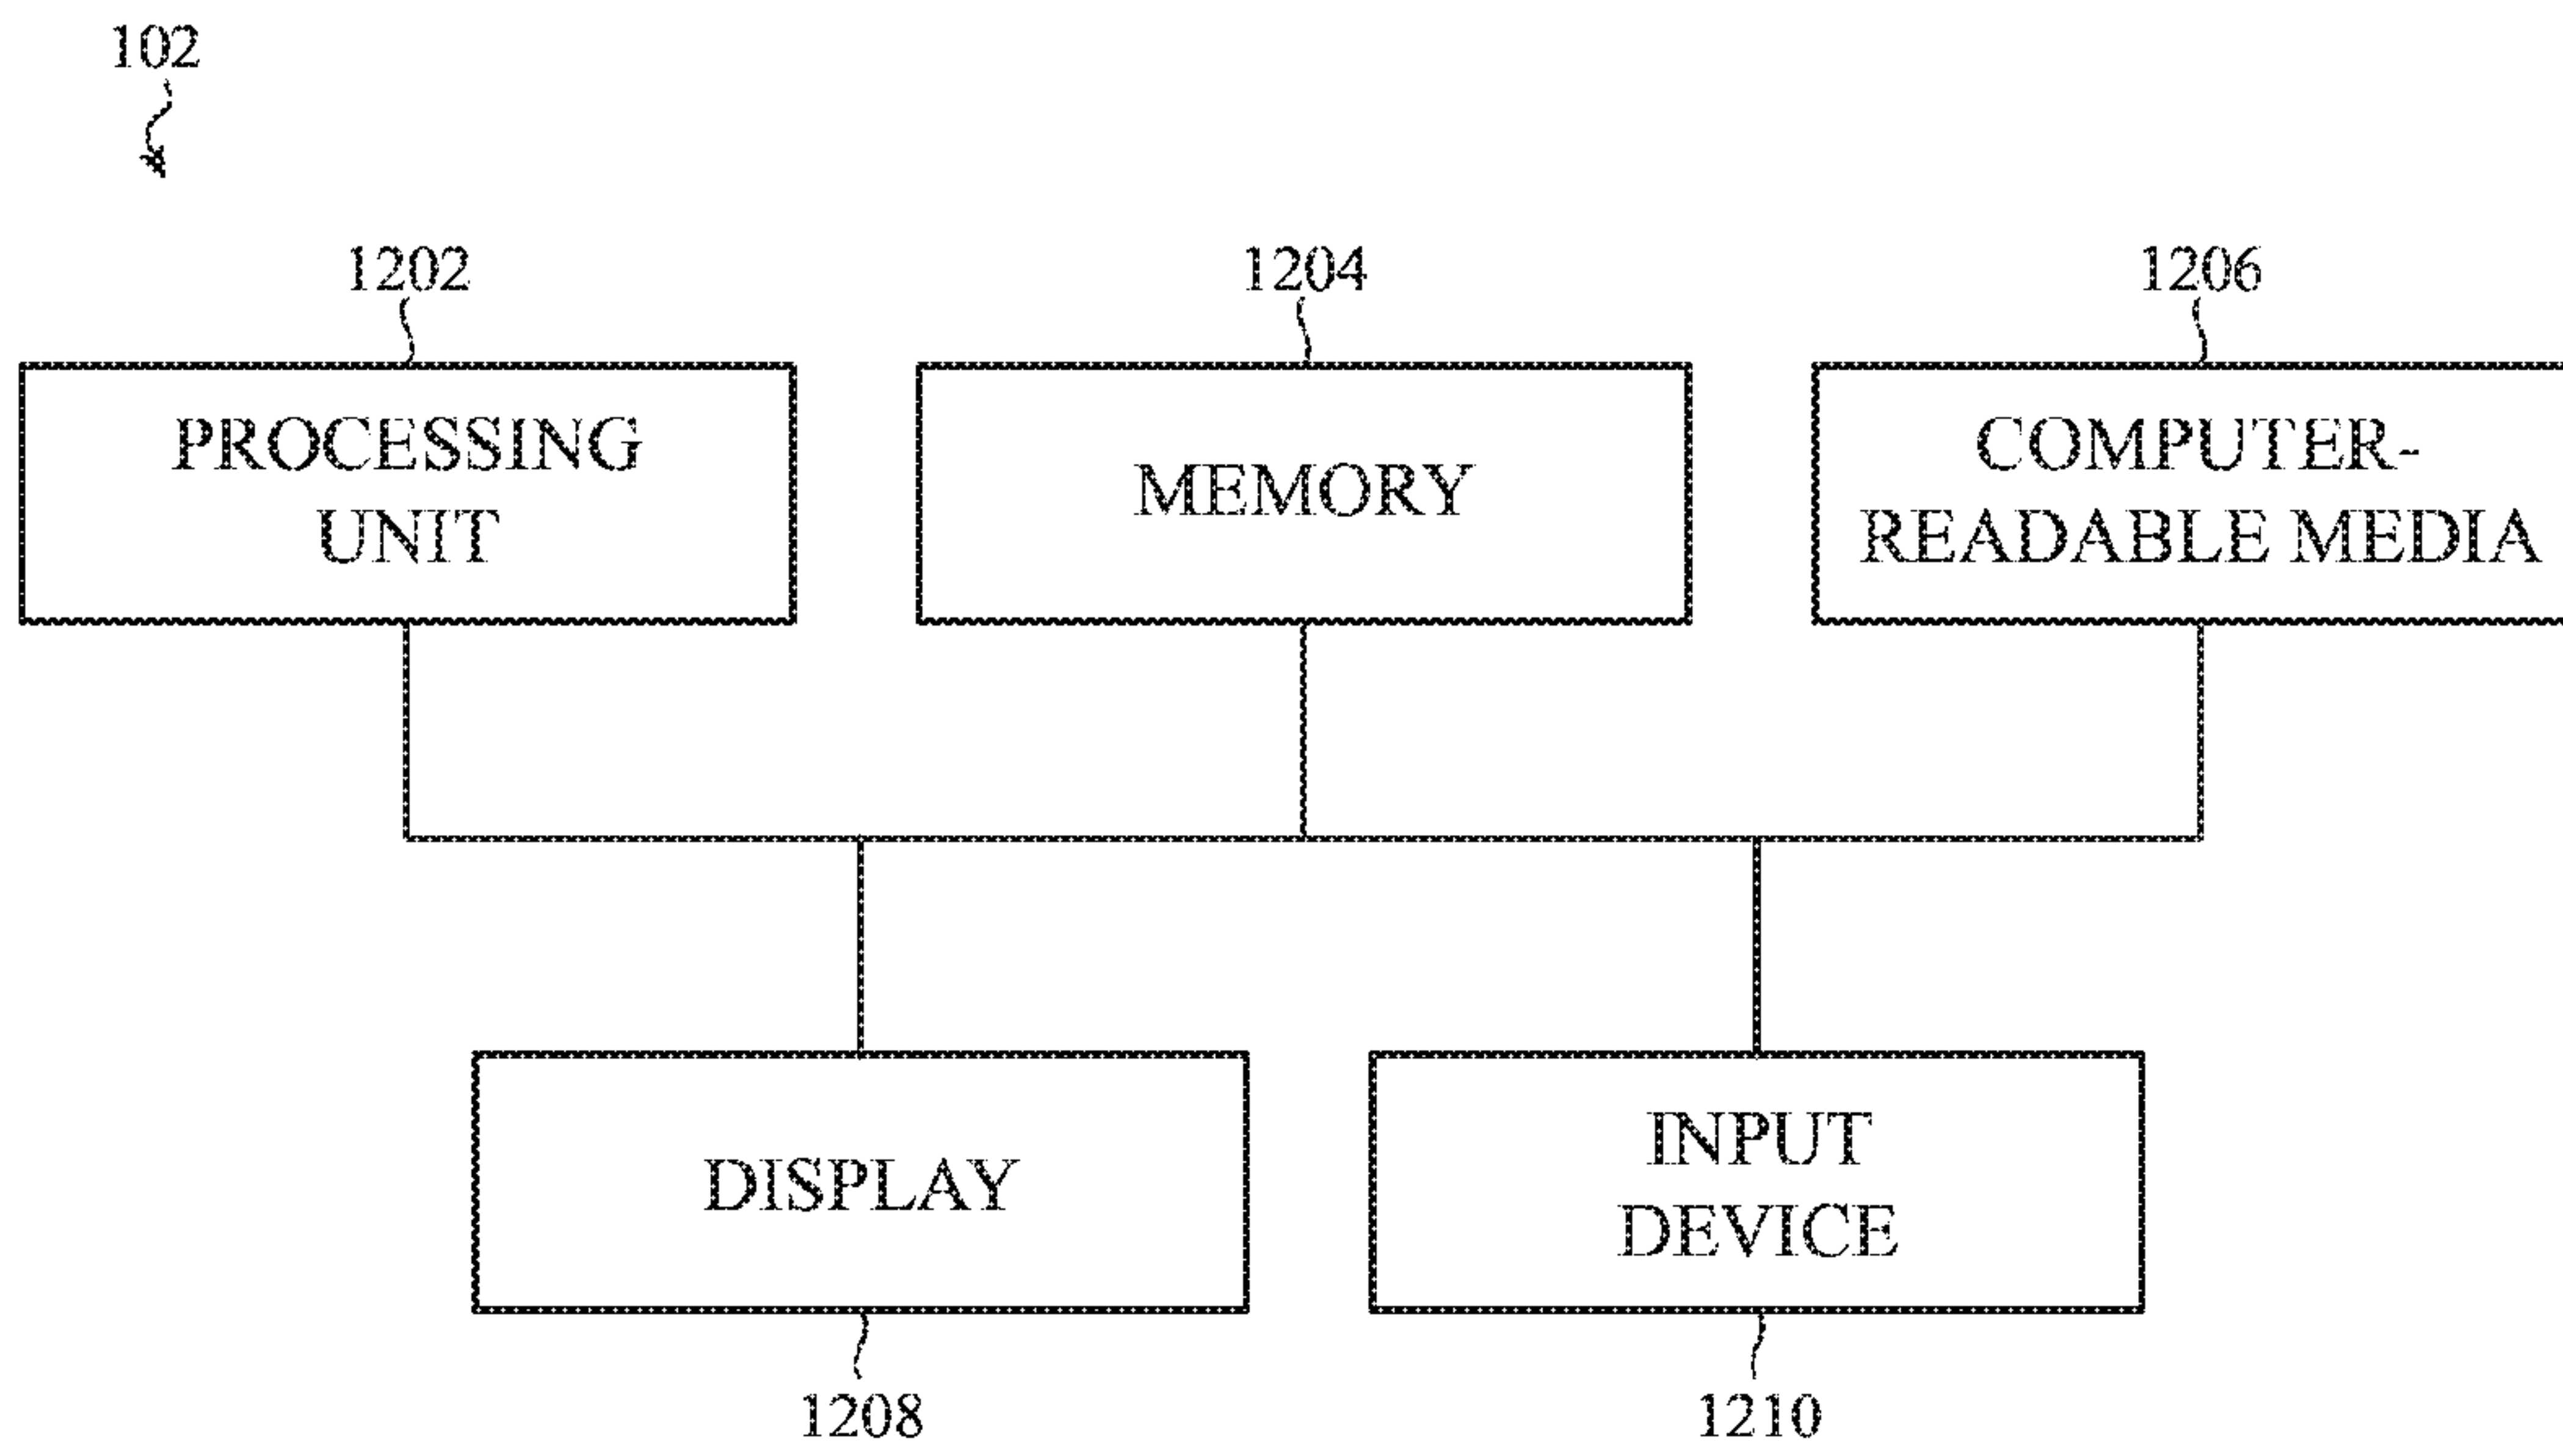 102
1202
1204
1206
PROCESSING
UNIT
MEMORY
COMPUTER-
READABLE MEDIA
DISPLAY
INPUT
DEVICE
1208
1210